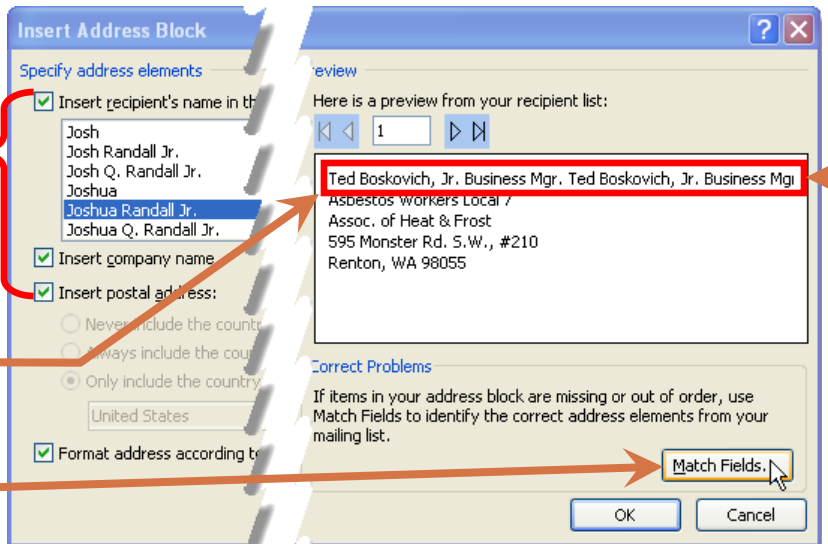 Insert Address Block
Specify address elements
Insert recipient's name in th
Josh
Josh Randall Jr.
Josh Q. Randall Jr.
Joshua
Joshua Randall Jr.
Joshua Q. Randall Jr.
Insert company name
Insert postal address:
Never include the countr
Always include the cou
Only include the country
United States
Format address according to
review
Here is a preview from your recipient list:
1
Ted Boskovich, Jr. Business Mgr. Ted Boskovich, Jr. Business Mgr
Asbestos Workers Local 7
Assoc. of Heat & Frost
595 Monster Rd. S.W., #210
Renton, WA 98055
Correct Problems
If items in your address block are missing or out of order, use
Match Fields to identify the correct address elements from your
mailing list.
Match Fields.
OK
Cancel